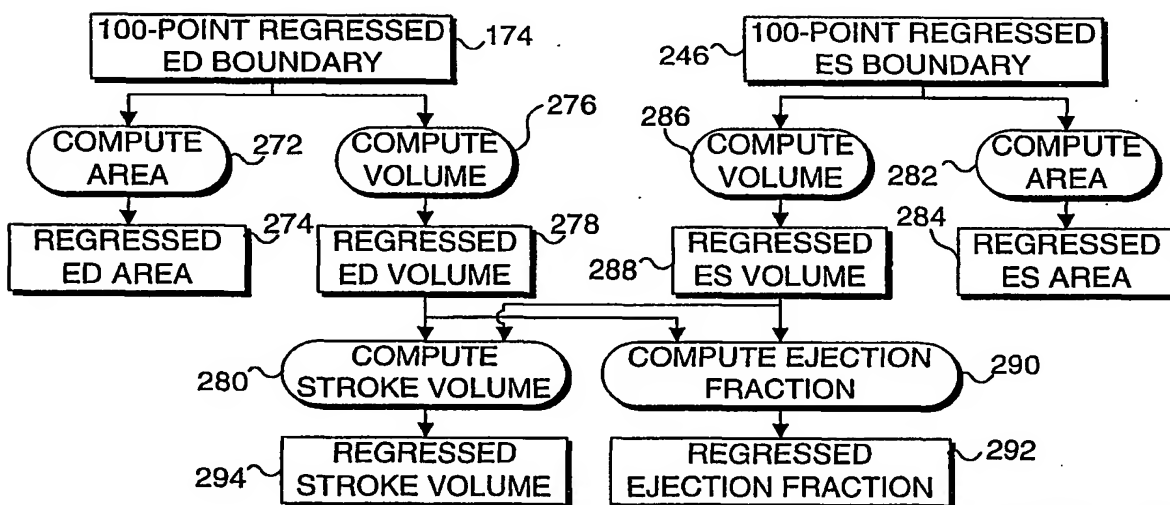 100-POINT REGRESSED
ED BOUNDARY
174
246
100-POINT REGRESSED
ES BOUNDARY
COMPUTE
AREA
272
COMPUTE
VOLUME
276
286
COMPUTE
VOLUME
282
COMPUTE
AREA
REGRESSED
ED AREA
274
REGRESSED
ED VOLUME
278
288
REGRESSED
ES VOLUME
284
REGRESSED
ES AREA
280
COMPUTE
STROKE VOLUME
COMPUTE EJECTION
FRACTION
290
294
REGRESSED
STROKE VOLUME
REGRESSED
EJECTION FRACTION
292